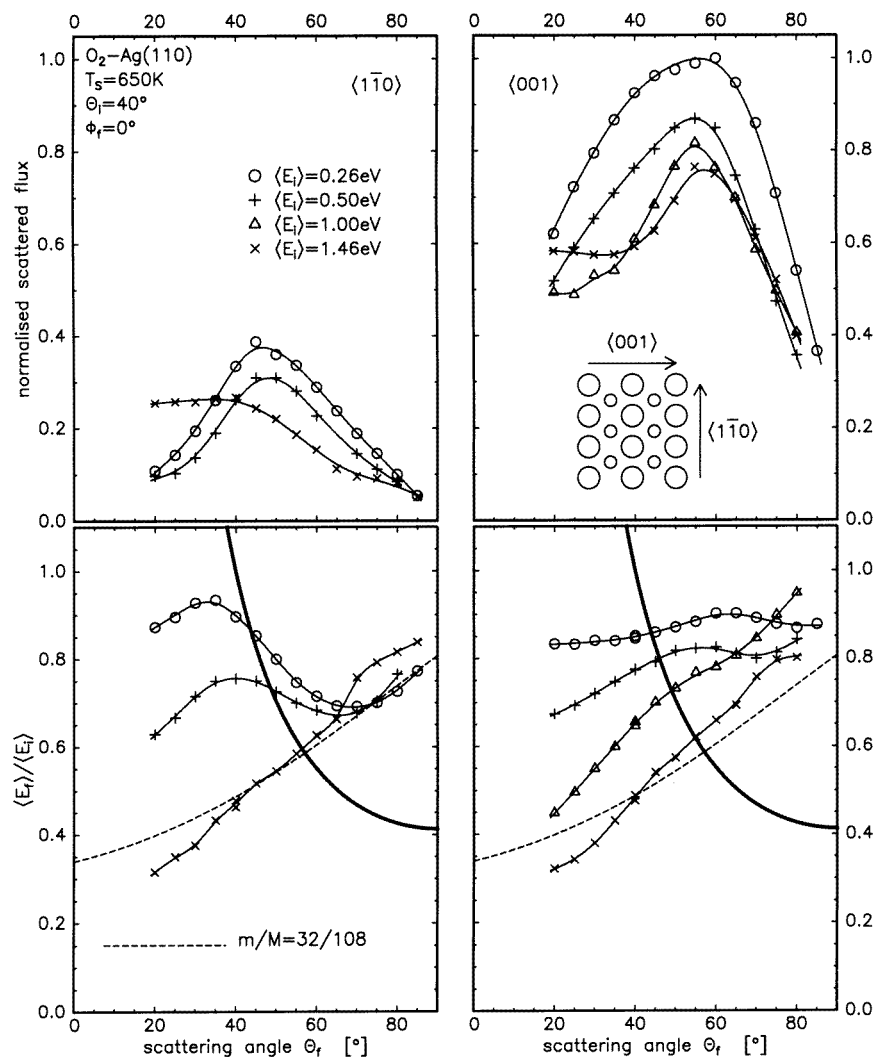 0 20 40 60 80
0 20 40 60 80
normalised scattered flux
1.0
0.8
0.6
0.4
0.2
0.0
O₂−Ag(110)
Tₛ=650K
Θᵢ=40°
Φf=0°
⟨11̅0⟩
○ ⟨Eᵢ⟩=0.26eV
+ ⟨Eᵢ⟩=0.50eV
△ ⟨Eᵢ⟩=1.00eV
× ⟨Eᵢ⟩=1.46eV
⟨001⟩
⟨001⟩
⟨11̅0⟩
1.0
0.8
0.6
0.4
0.2
0.0
⟨Ef⟩/⟨Eᵢ⟩
1.0
0.8
0.6
0.4
0.2
0.0
m/M=32/108
1.0
0.8
0.6
0.4
0.2
0.0
0 20 40 60 80
scattering angle Θf [°]
0 20 40 60 80
scattering angle Θf [°]